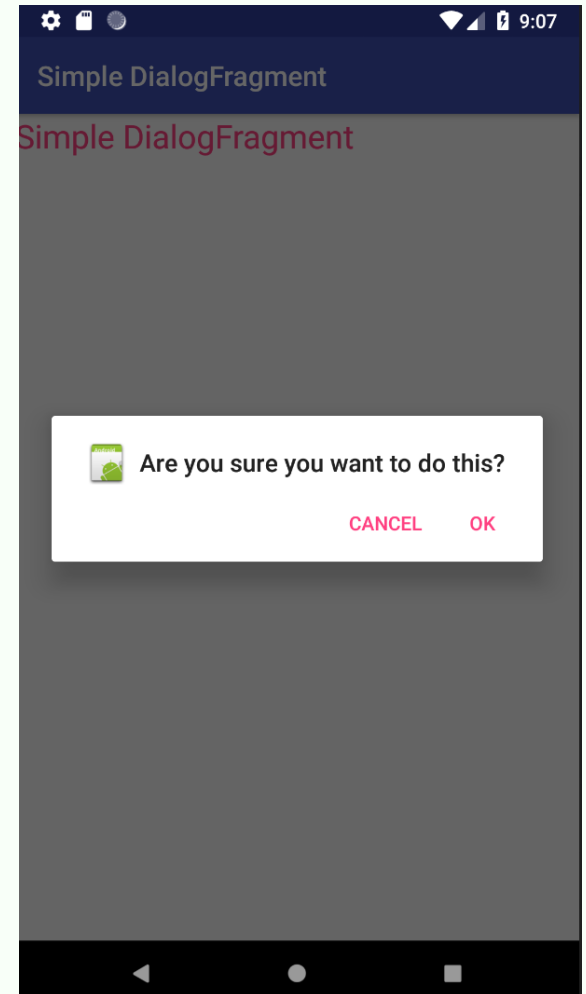 9:07
Simple DialogFragment
Simple DialogFragment
Are you sure you want to do this?
CANCEL OK